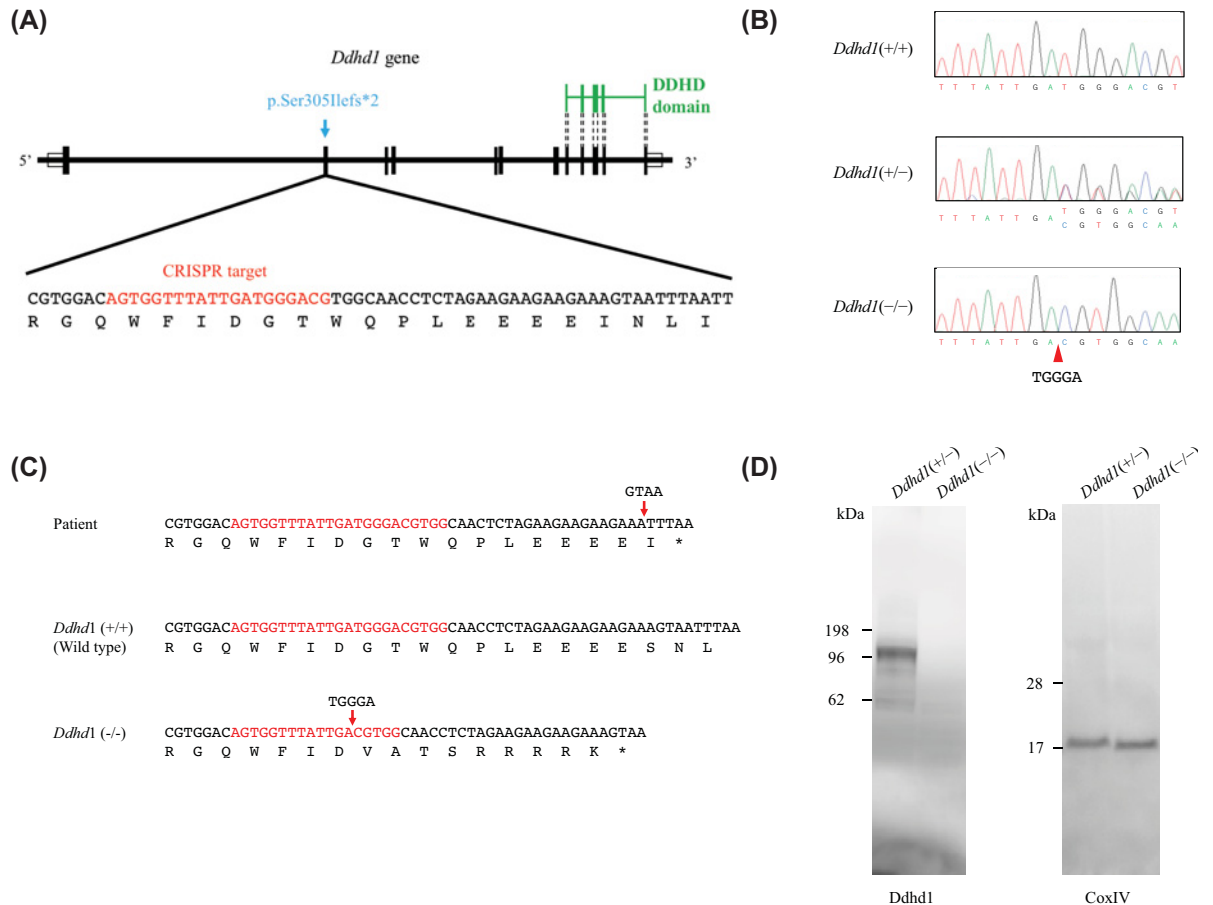 (A)
Ddhd1 gene
p.Ser305Ilefs*2
DDHD
domain
5'
3'
CRISPR target
CGTGGACAGTGGTTTATTGATGGGACGTGGCAACCTCTAGAAGAAGAAGAAAGTAATTTAATT
R G Q W F I D G T W Q P L E E E E I N L I
(B)
Ddhd1(+/+)
T T T A T T G A T G G G A C G T
Ddhd1(+/−)
T T T A T T G A T G G G A C G T
C G T G G C A A
Ddhd1(−/−)
T T T A T T G A C G T G G C A A
TGGGA
(C)
GTAA
Patient
CGTGGACAGTGGTTTATTGATGGGACGTGGCAACTCTAGAAGAAGAAGAAATTTAA
R G Q W F I D G T W Q P L E E E E I *
Ddhd1 (+/+)
(Wild type)
CGTGGACAGTGGTTTATTGATGGGACGTGGCAACCTCTAGAAGAAGAAGAAAGTAATTTAA
R G Q W F I D G T W Q P L E E E E S N L
TGGGA
Ddhd1 (-/-)
CGTGGACAGTGGTTTATTGACGTGGCAACCTCTAGAAGAAGAAGAAAGTAA
R G Q W F I D V A T S R R R R K *
(D)
Ddhd1(+/−)
Ddhd1(−/−)
kDa
198
96
62
Ddhd1
Ddhd1(+/−)
Ddhd1(−/−)
kDa
28
17
CoxIV